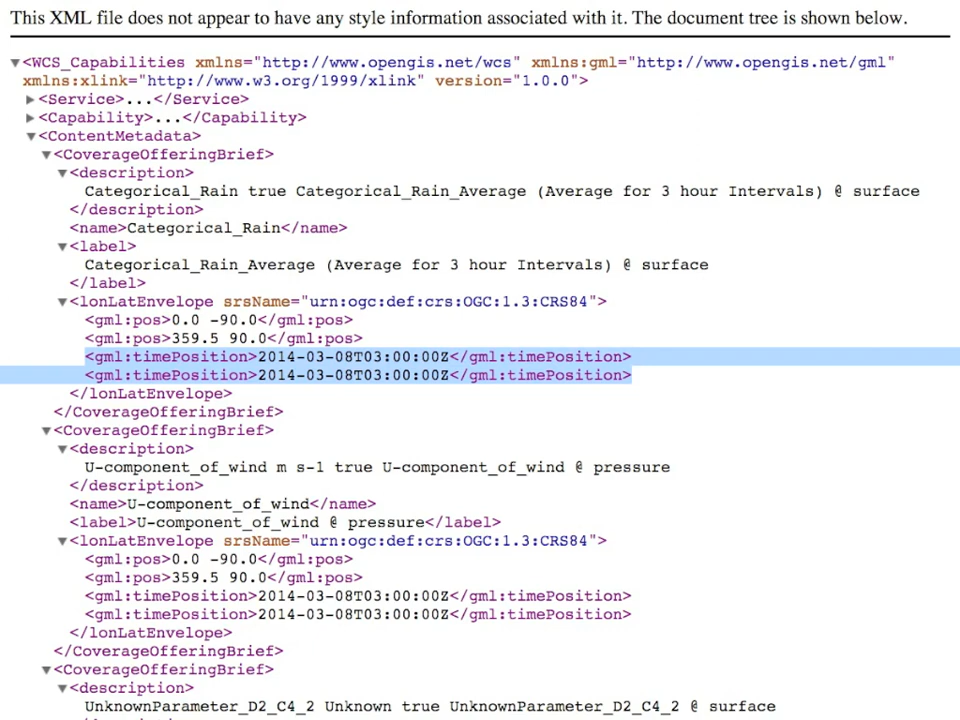 This XML file does not appear to have any style information associated with it. The document tree is shown below.
▼<WCS_Capabilities xmlns="http://www.opengis.net/wcs" xmlns:gml="http://www.opengis.net/gml"
xmlns:xlink="http://www.w3.org/1999/xlink" version="1.0.0">
▶<Service>...</Service>
▶<Capability>...</Capability>
▼<ContentMetadata>
▼<CoverageOfferingBrief>
▼<description>
Categorical_Rain true Categorical_Rain_Average (Average for 3 hour Intervals) @ surface
</description>
<name>Categorical_Rain</name>
▼<label>
Categorical_Rain_Average (Average for 3 hour Intervals) @ surface
</label>
▼<lonLatEnvelope srsName="urn:ogc:def:crs:OGC:1.3:CRS84">
<gml:pos>0.0 -90.0</gml:pos>
<gml:pos>359.5 90.0</gml:pos>
<gml:timePosition>2014-03-08T03:00:00Z</gml:timePosition>
<gml:timePosition>2014-03-08T03:00:00Z</gml:timePosition>
</lonLatEnvelope>
</CoverageOfferingBrief>
▼<CoverageOfferingBrief>
▼<description>
U-component_of_wind m s-1 true U-component_of_wind @ pressure
</description>
<name>U-component_of_wind</name>
<label>U-component_of_wind @ pressure</label>
▼<lonLatEnvelope srsName="urn:ogc:def:crs:OGC:1.3:CRS84">
<gml:pos>0.0 -90.0</gml:pos>
<gml:pos>359.5 90.0</gml:pos>
<gml:timePosition>2014-03-08T03:00:00Z</gml:timePosition>
<gml:timePosition>2014-03-08T03:00:00Z</gml:timePosition>
</lonLatEnvelope>
</CoverageOfferingBrief>
▼<CoverageOfferingBrief>
▼<description>
UnknownParameter_D2_C4_2 Unknown true UnknownParameter_D2_C4_2 @ surface